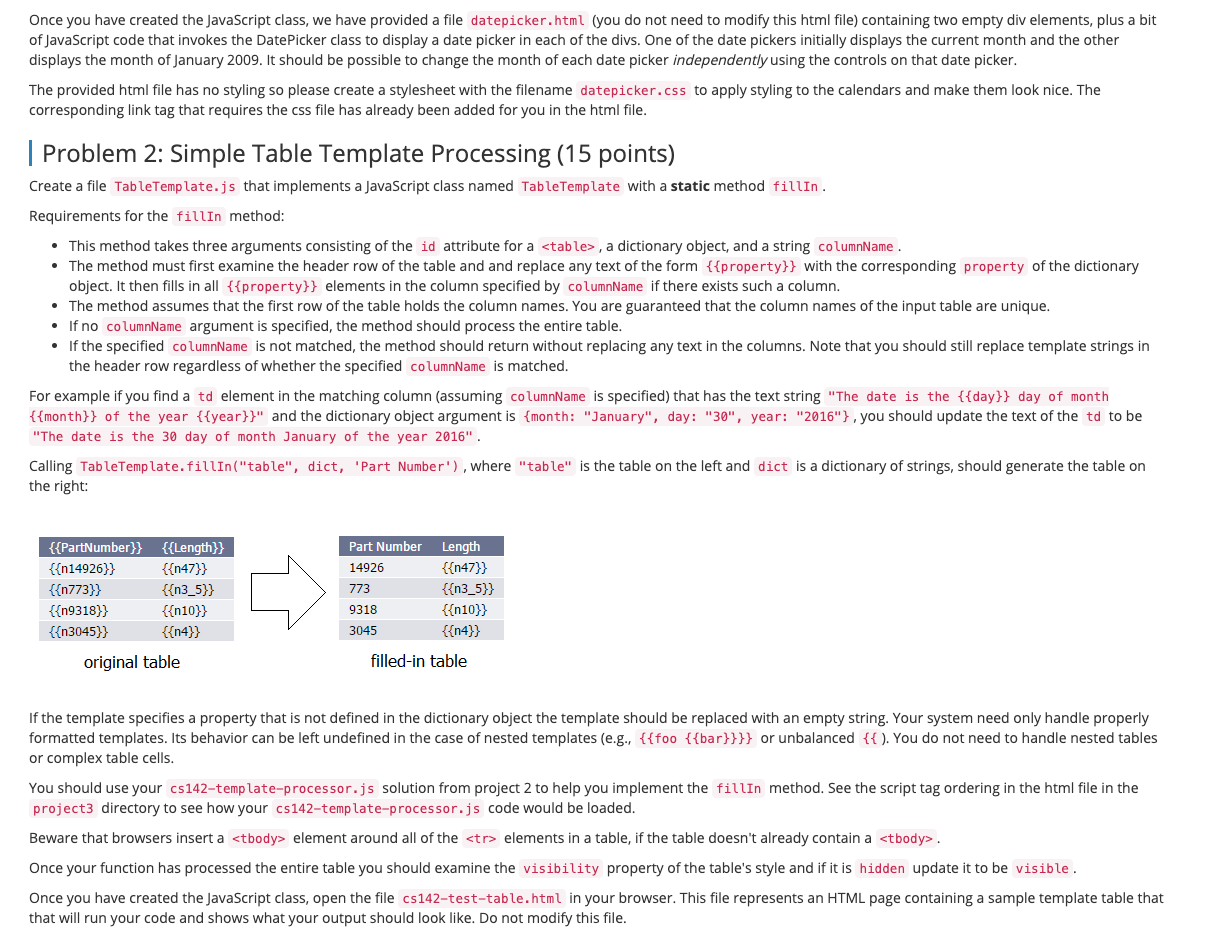 Once you have created the JavaScript class, we have provided a file datepicker.html (you do not need to modify this html file) containing two empty div elements, plus a bit
of JavaScript code that invokes the DatePicker class to display a date picker in each of the divs. One of the date pickers initially displays the current month and the other
displays the month of January 2009. It should be possible to change the month of each date picker independently using the controls on that date picker.
The provided html file has no styling so please create a stylesheet with the filename datepicker.css to apply styling to the calendars and make them look nice. The
corresponding link tag that requires the css file has already been added for you in the html file.
Problem 2: Simple Table Template Processing (15 points)
Create a file TableTemplate.js that implements a JavaScript class named TableTemplate with a static method fillIn.
Requirements for the fillIn method:
• This method takes three arguments consisting of the id attribute for a <table>, a dictionary object, and a string columnName.
• The method must first examine the header row of the table and and replace any text of the form {{property}} with the corresponding property of the dictionary
object. It then fills in all {{property}} elements in the column specified by columnName if there exists such a column.
• The method assumes that the first row of the table holds the column names. You are guaranteed that the column names of the input table are unique.
• If no columnName argument is specified, the method should process the entire table.
• If the specified columnName is not matched, the method should return without replacing any text in the columns. Note that you should still replace template strings in
the header row regardless of whether the specified columnName is matched.
For example if you find a td element in the matching column (assuming columnName is specified) that has the text string "The date is the {{day}} day of month
{{month}} of the year {{year}}" and the dictionary object argument is {month: "January", day: "30", year: "2016"}, you should update the text of the td to be
"The date is the 30 day of month January of the year 2016".
Calling TableTemplate.fillIn("table", dict, 'Part Number'), where "table" is the table on the left and dict is a dictionary of strings, should generate the table on
the right:
{{PartNumber}} {{Length}}
{{n14926}} {{n47}}
{{n773}} {{n3_5}}
{{n9318}} {{n10}}
{{n3045}} {{n4}}
original table
Part Number Length
14926 {{n47}}
773 {{n3_5}}
9318 {{n10}}
3045 {{n4}}
filled-in table
If the template specifies a property that is not defined in the dictionary object the template should be replaced with an empty string. Your system need only handle properly
formatted templates. Its behavior can be left undefined in the case of nested templates (e.g., {{foo {{bar}}}} or unbalanced {{ ). You do not need to handle nested tables
or complex table cells.
You should use your cs142-template-processor.js solution from project 2 to help you implement the fillIn method. See the script tag ordering in the html file in the
project3 directory to see how your cs142-template-processor.js code would be loaded.
Beware that browsers insert a <tbody> element around all of the <tr> elements in a table, if the table doesn't already contain a <tbody>.
Once your function has processed the entire table you should examine the visibility property of the table's style and if it is hidden update it to be visible.
Once you have created the JavaScript class, open the file cs142-test-table.html in your browser. This file represents an HTML page containing a sample template table that
that will run your code and shows what your output should look like. Do not modify this file.